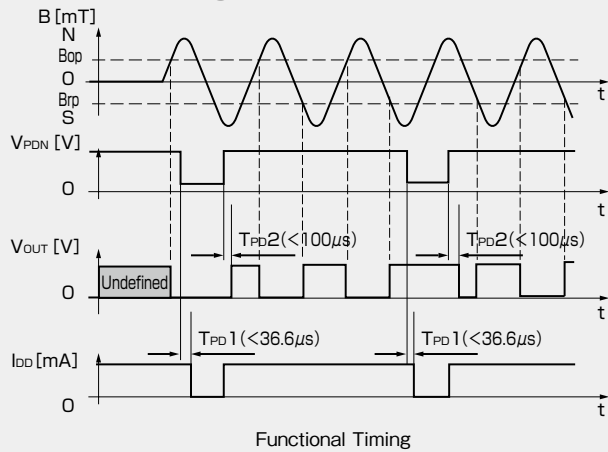 B [mT]
N
Bop
0
Brp
S
t
VPDN [V]
0
t
TPD2(<100μs)
TPD2(<100μs)
VOUT [V]
Undefined
0
t
TPD1(<36.6μs)
TPD1(<36.6μs)
IDD [mA]
0
t
Functional Timing